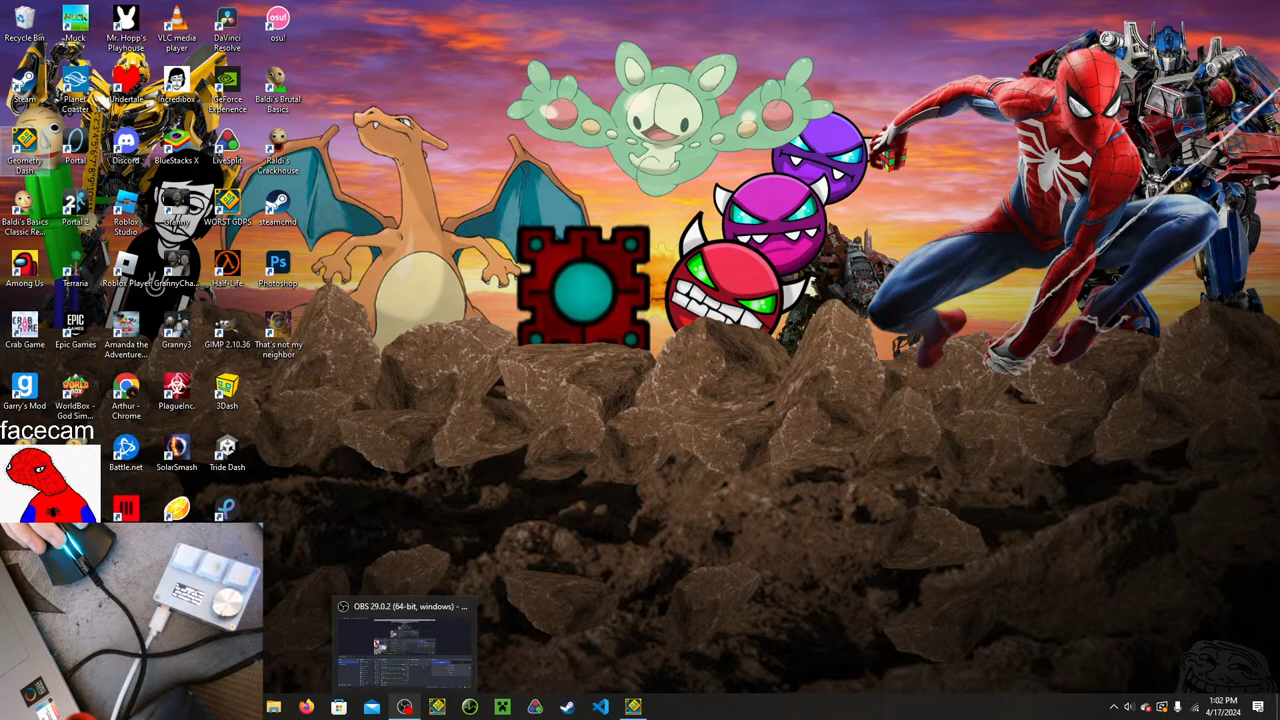 Recycle Bin
Muck
Mr. Hopp's
Playhouse
VLC media
player
DaVinci
Resolve
osu!
osu!
Steam
Planet
Coaster
Undertale
Incredibox
GeForce
Experience
Baldi's Brutal
Basics
Geometry
Dash
Portal
Discord
BlueStacks X
LiveSplit
Raldi's
Crackhouse
Baldi's Basics
Classic Re...
Portal 2
Roblox
Studio
Granny
WORST GDPS
steamcmd
Among Us
Terraria
Roblox Player
GrannyCha...
Half-Life
Photoshop
Crab Game
Epic Games
Amanda the
Adventure...
Granny3
GIMP 2.10.36
That's not my
neighbor
Garry's Mod
WorldBox -
God Sim...
Arthur -
Chrome
PlagueInc.
3Dash
facecam
Battle.net
SolarSmash
Tride Dash
OBS 29.0.2 (64-bit, windows) - ...
1:02 PM
4/17/2024